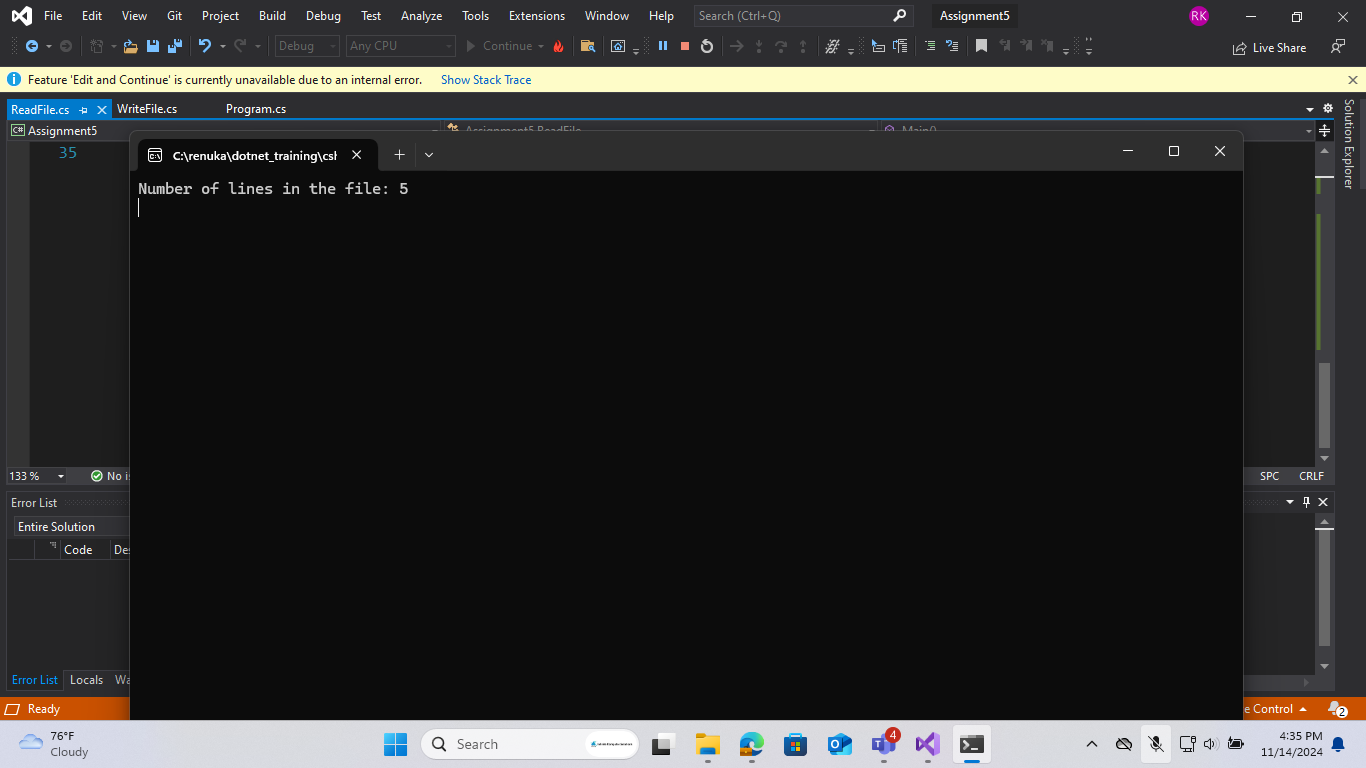 File Edit View Git Project Build Debug Test Analyze Tools Extensions Window Help Search (Ctrl+Q) Assignment5 RK
Debug Any CPU Continue Live Share
Feature 'Edit and Continue' is currently unavailable due to an internal error. Show Stack Trace
ReadFile.cs WriteFile.cs Program.cs
Solution Explorer
C# Assignment5 Assignment5.ReadFile Main()
35
C:\renuka\dotnet_training\csh
Number of lines in the file: 5
133 % No is SPC CRLF
Error List
Entire Solution
Code Des
Error List Locals Wa
Ready e Control 2
76°F
Cloudy
Search
4
4:35 PM
11/14/2024